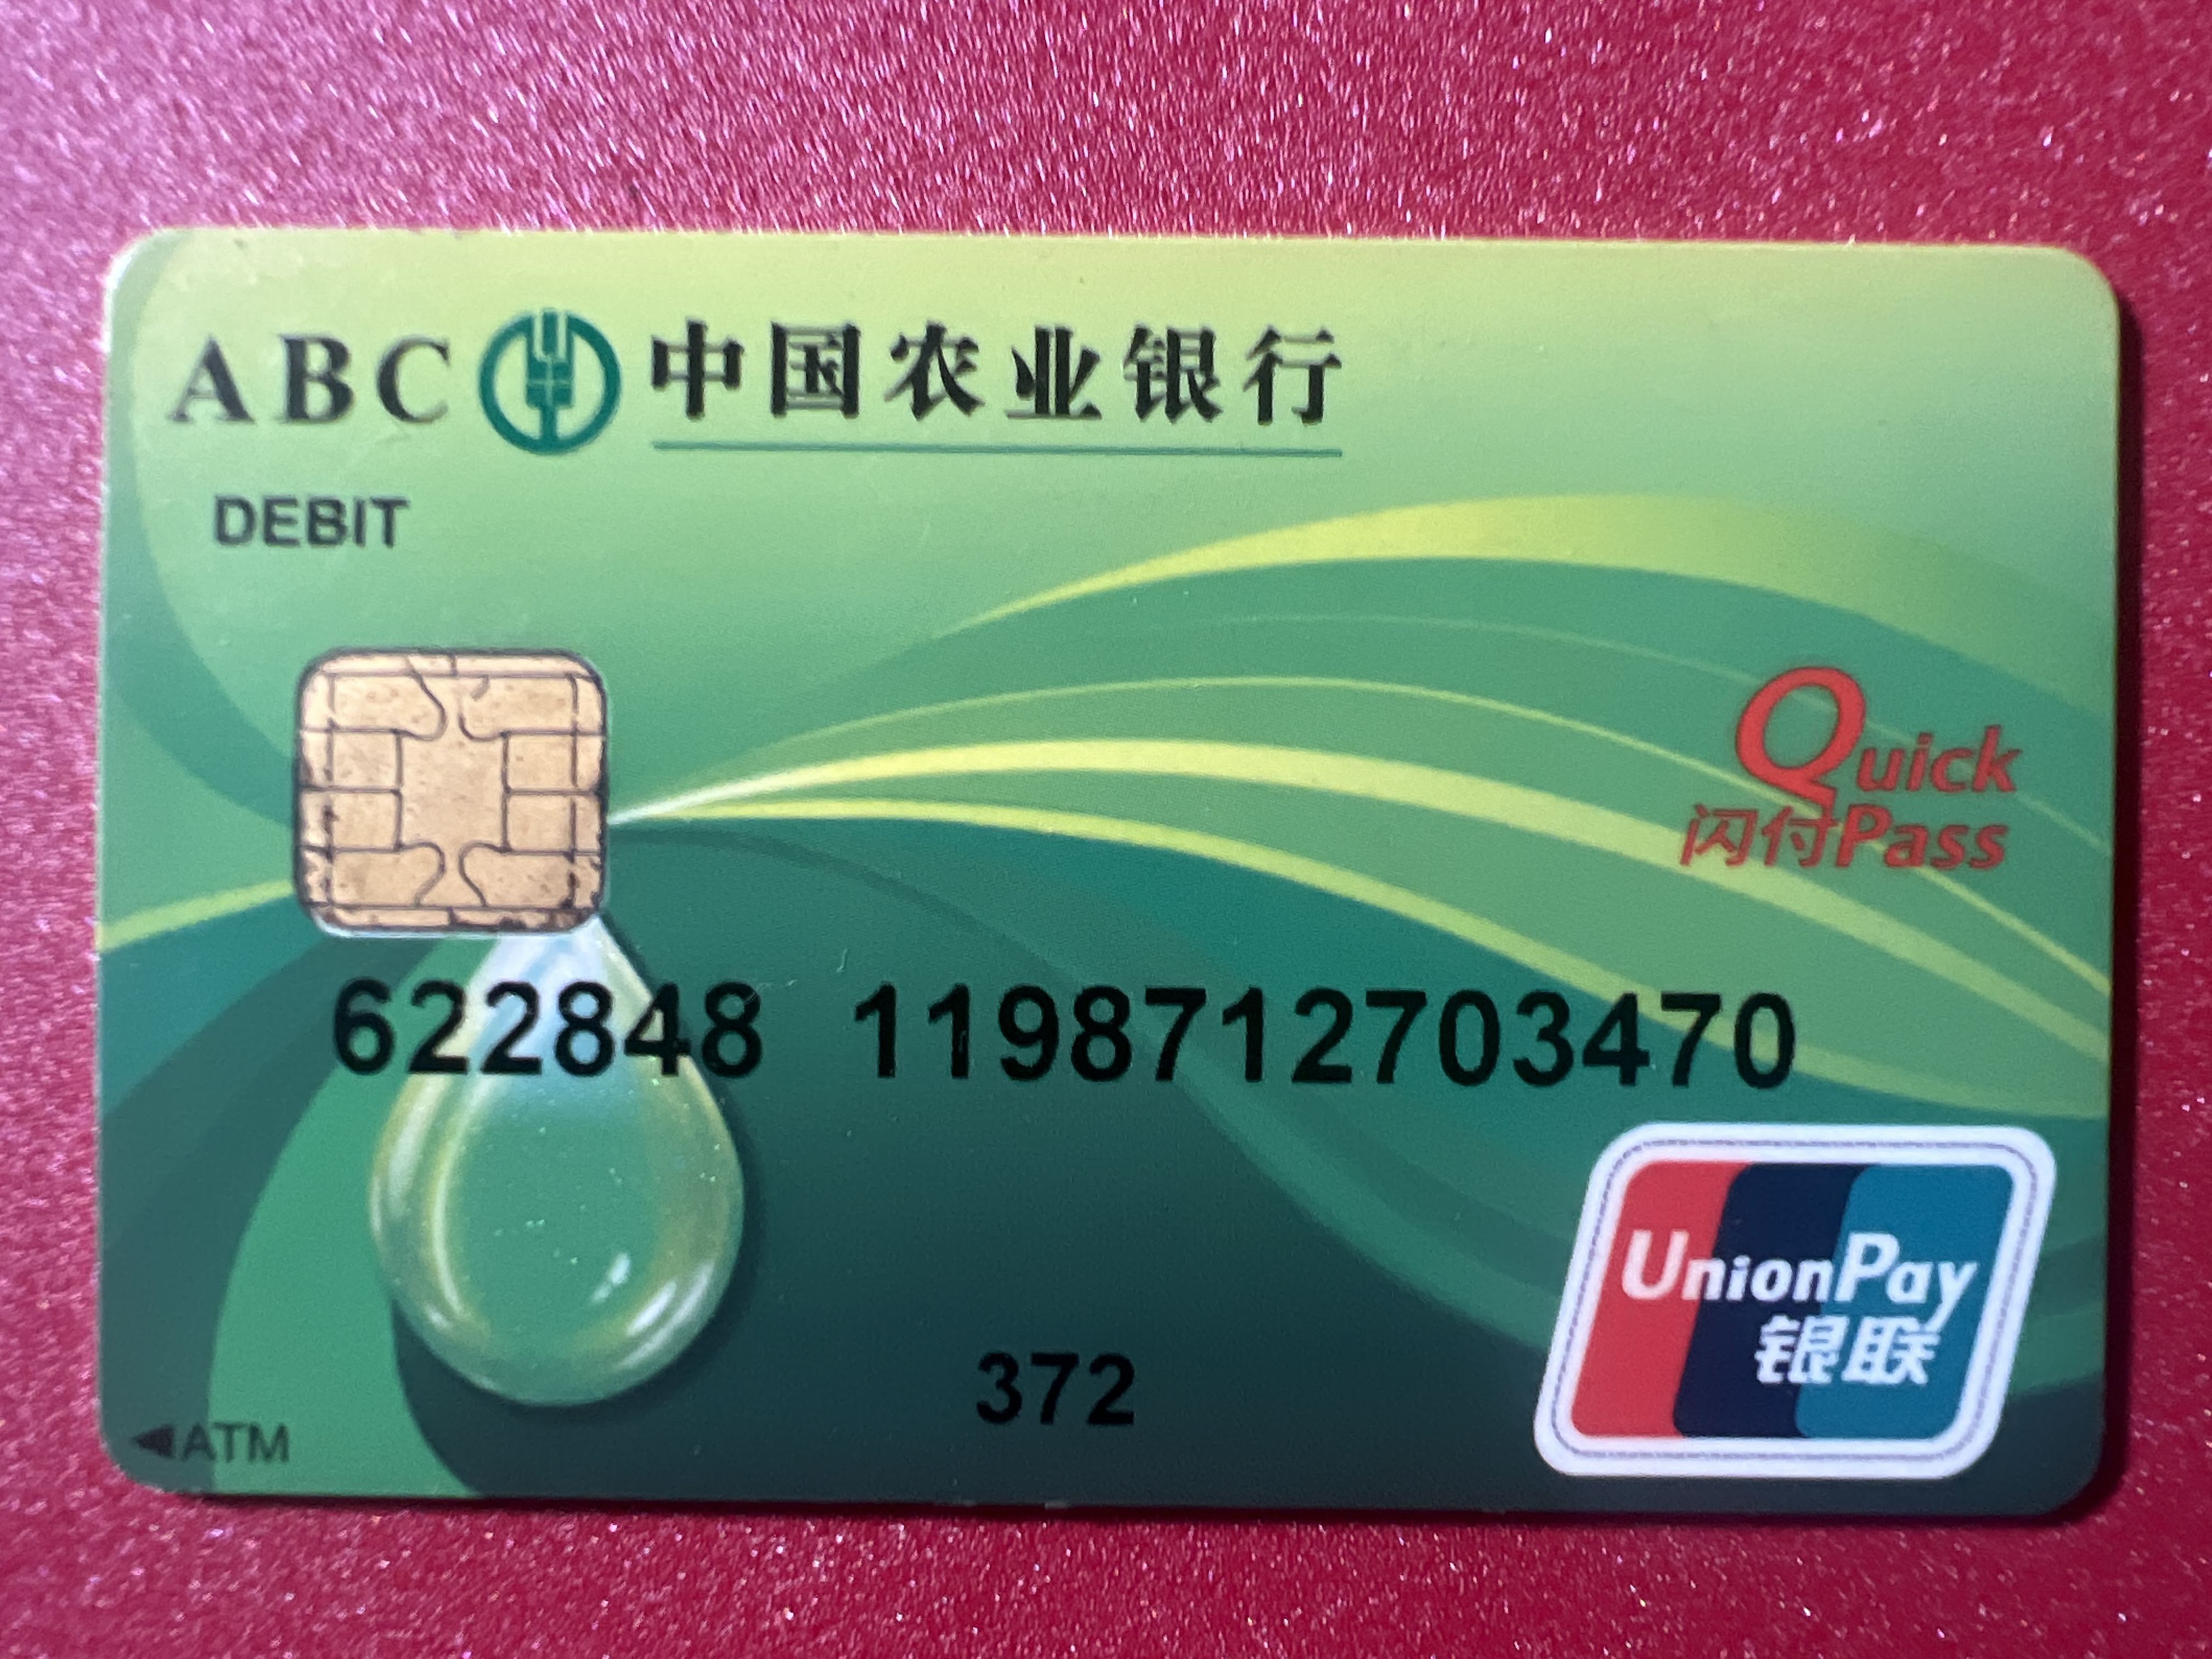 ABC 中国农业银行
DEBIT
Quick
闪付Pass
622848 1198712703470
UnionPay
银联
372
◀ATM